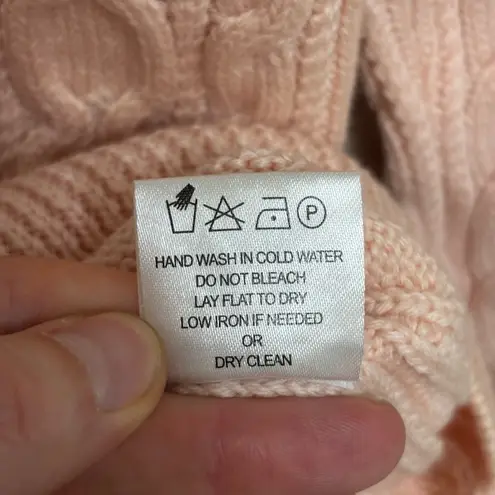 P
HAND WASH IN COLD WATER
DO NOT BLEACH
LAY FLAT TO DRY
LOW IRON IF NEEDED
OR
DRY CLEAN